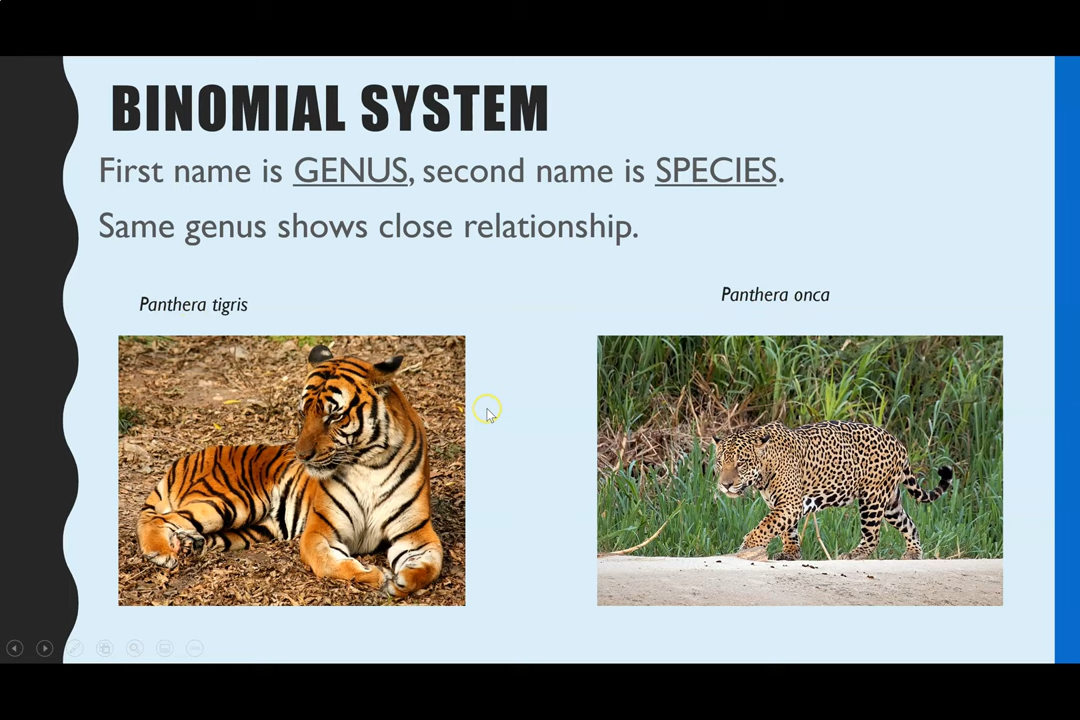 BINOMIAL SYSTEM
First name is GENUS, second name is SPECIES.
Same genus shows close relationship.
Panthera tigris
Panthera onca